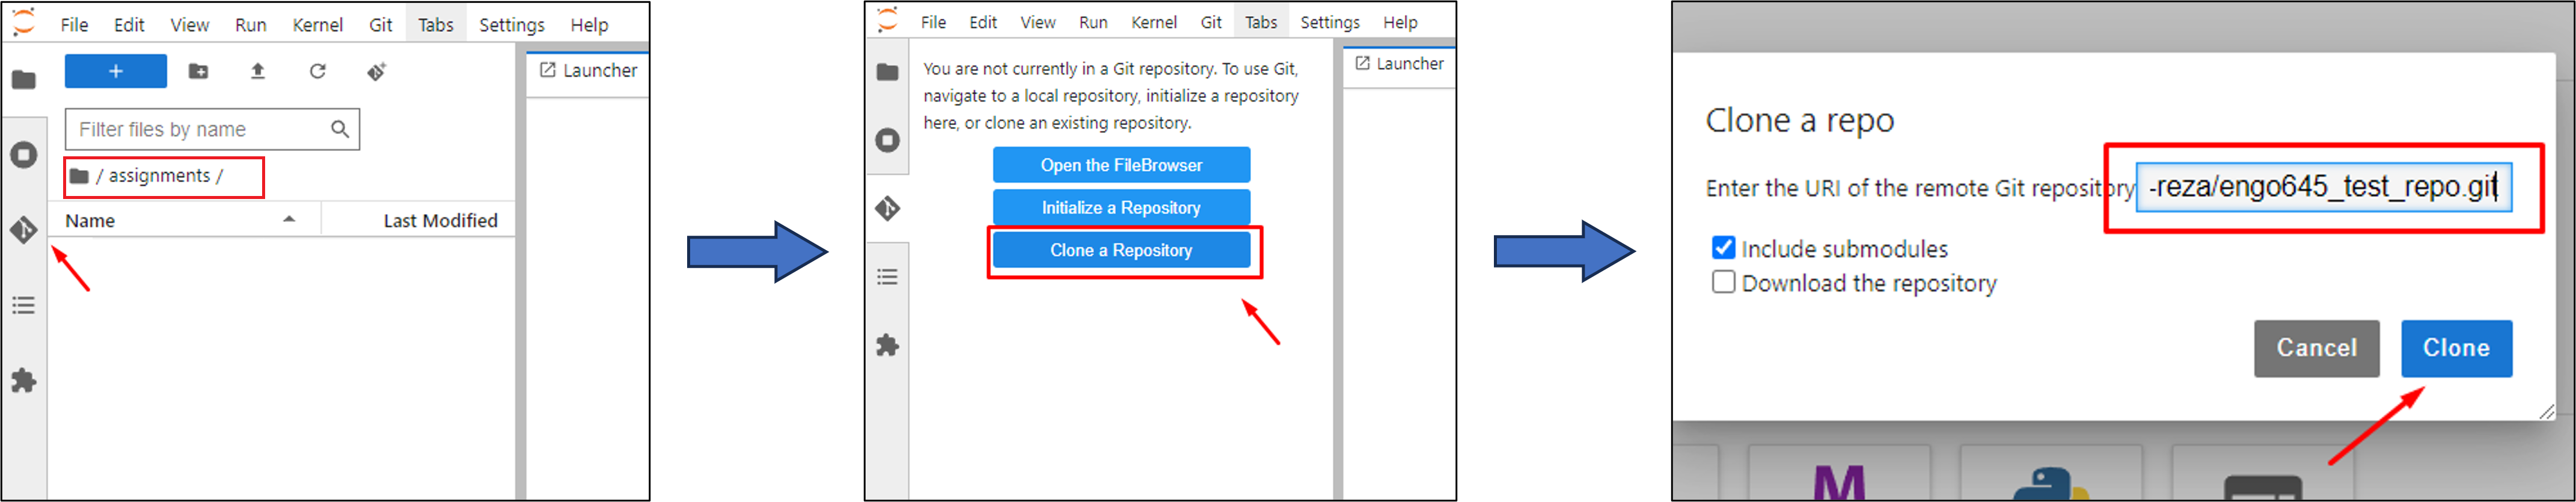 File Edit View Run Kernel Git Tabs Settings Help
+
Launcher
Filter files by name
/ assignments /
Name Last Modified
File Edit View Run Kernel Git Tabs Settings Help
You are not currently in a Git repository. To use Git,
navigate to a local repository, initialize a repository
here, or clone an existing repository.
Open the FileBrowser
Initialize a Repository
Clone a Repository
Launcher
Clone a repo
Enter the URI of the remote Git repository -reza/engo645_test_repo.git
Include submodules
Download the repository
Cancel Clone
M